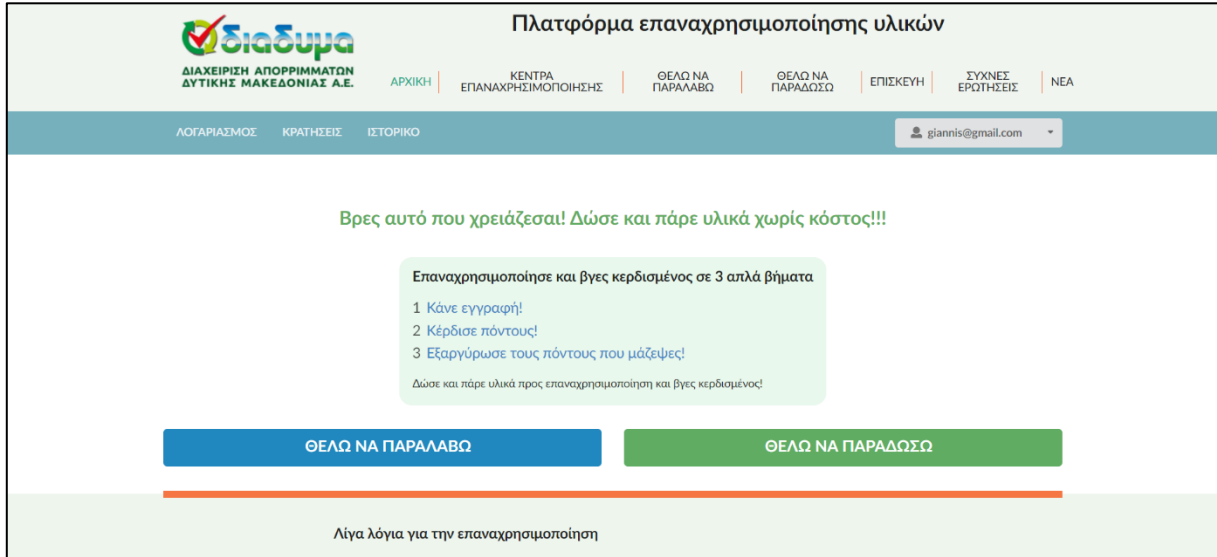 διαδυμα
ΔΙΑΧΕΙΡΙΣΗ ΑΠΟΡΡΙΜΜΑΤΩΝ
ΔΥΤΙΚΗΣ ΜΑΚΕΔΟΝΙΑΣ Α.Ε.
Πλατφόρμα επαναχρησιμοποίησης υλικών
ΑΡΧΙΚΗ
ΚΕΝΤΡΑ
ΕΠΑΝΑΧΡΗΣΙΜΟΠΟΙΗΣΗΣ
ΘΕΛΩ ΝΑ
ΠΑΡΑΛΑΒΩ
ΘΕΛΩ ΝΑ
ΠΑΡΑΔΩΣΩ
ΕΠΙΣΚΕΥΗ
ΣΥΧΝΕΣ
ΕΡΩΤΗΣΕΙΣ
ΝΕΑ
ΛΟΓΑΡΙΑΣΜΟΣ ΚΡΑΤΗΣΕΙΣ ΙΣΤΟΡΙΚΟ
giannis@gmail.com
Βρες αυτό που χρειάζεσαι! Δώσε και πάρε υλικά χωρίς κόστος!!!
Επαναχρησιμοποίησε και βγες κερδισμένος σε 3 απλά βήματα
1 Κάνε εγγραφή!
2 Κέρδισε πόντους!
3 Εξαργύρωσε τους πόντους που μάζεψες!
Δώσε και πάρε υλικά προς επαναχρησιμοποίηση και βγες κερδισμένος!
ΘΕΛΩ ΝΑ ΠΑΡΑΛΑΒΩ
ΘΕΛΩ ΝΑ ΠΑΡΑΔΩΣΩ
Λίγα λόγια για την επαναχρησιμοποίηση